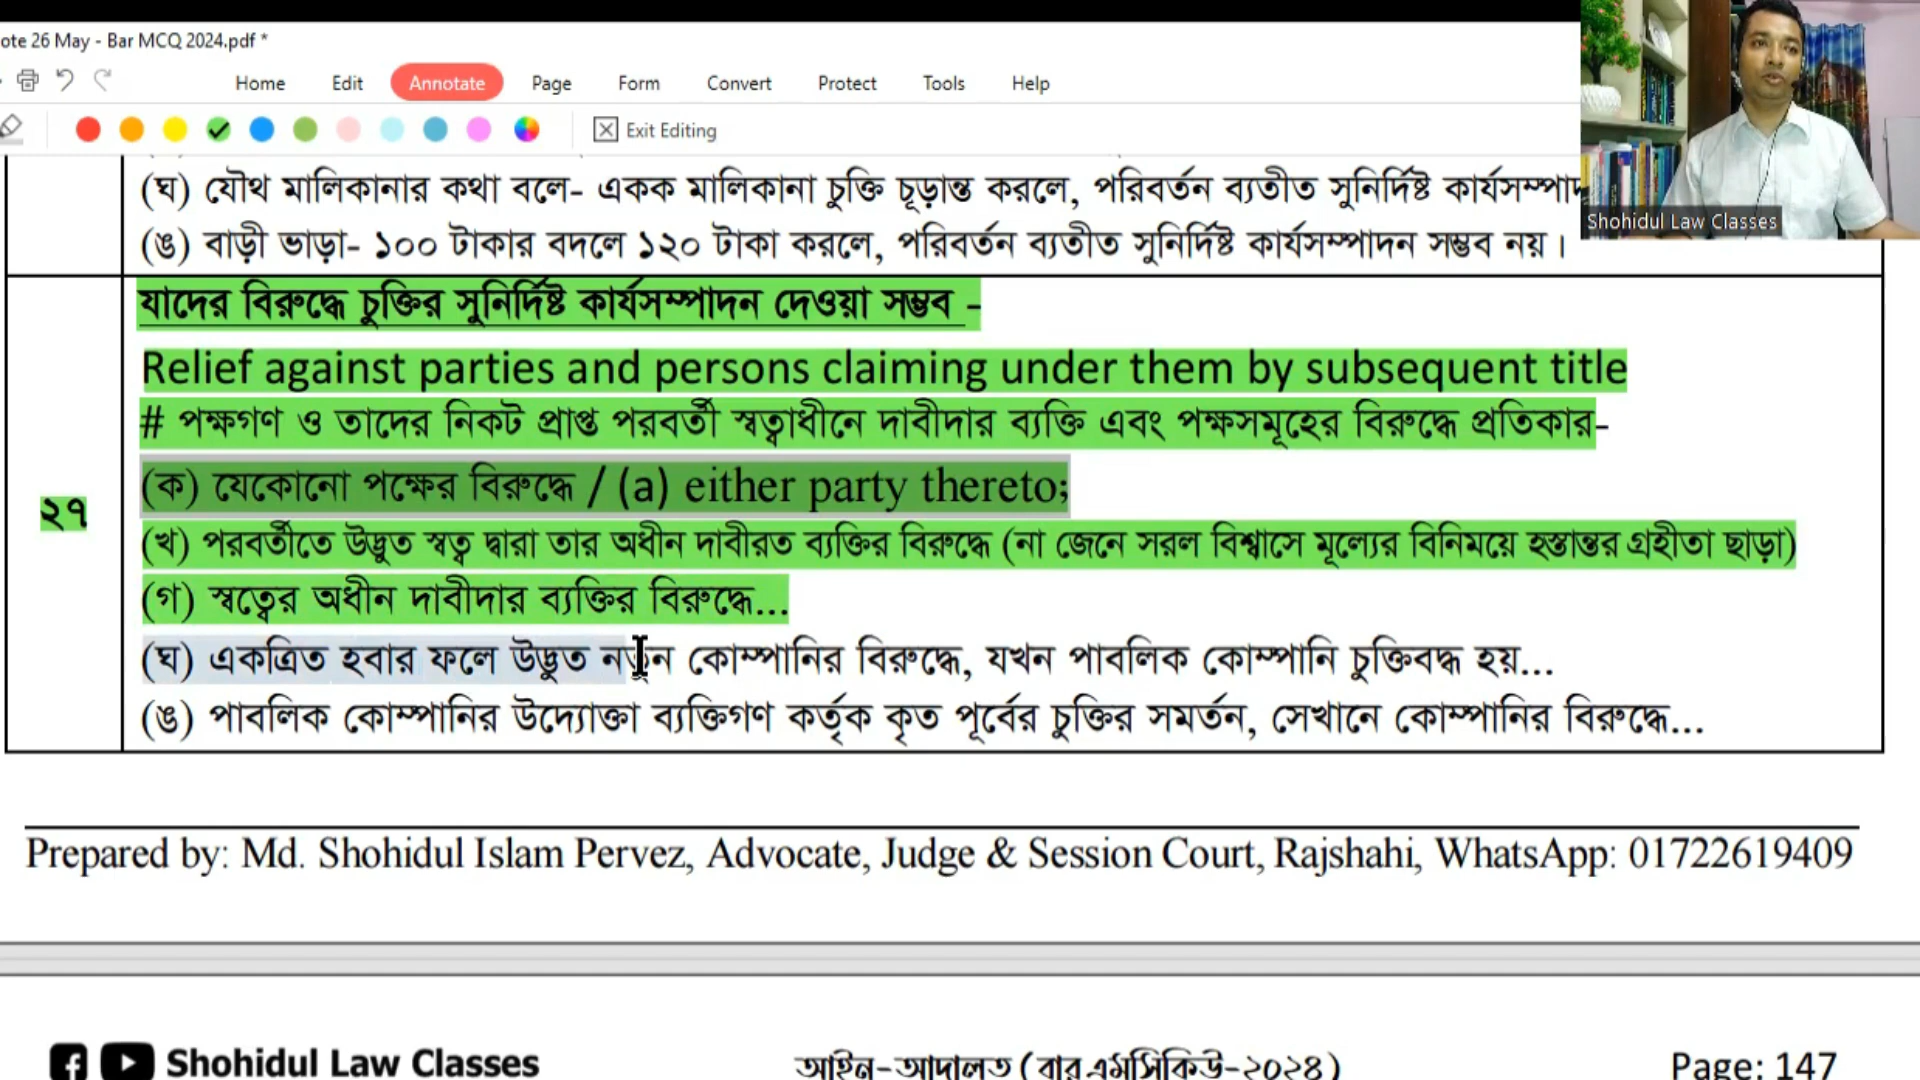 ote 26 May - Bar MCQ 2024.pdf *
Home Edit Annotate Page Form Convert Protect Tools Help
Exit Editing
(ঘ) যৌথ মালিকানার কথা বলে- একক মালিকানা চুক্তি চূড়ান্ত করলে, পরিবর্তন ব্যতীত সুনির্দিষ্ট কার্যসম্পাদ
Shohidul Law Classes
(ঙ) বাড়ী ভাড়া- ১০০ টাকার বদলে ১২০ টাকা করলে, পরিবর্তন ব্যতীত সুনির্দিষ্ট কার্যসম্পাদন সম্ভব নয়।
যাদের বিরুদ্ধে চুক্তির সুনির্দিষ্ট কার্যসম্পাদন দেওয়া সম্ভব -
Relief against parties and persons claiming under them by subsequent title
# পক্ষগণ ও তাদের নিকট প্রাপ্ত পরবর্তী স্বত্বাধীনে দাবীদার ব্যক্তি এবং পক্ষসমূহের বিরুদ্ধে প্রতিকার-
(ক) যেকোনো পক্ষের বিরুদ্ধে / (a) either party thereto;
২৭
(খ) পরবর্তীতে উদ্ভুত স্বত্ব দ্বারা তার অধীন দাবীরত ব্যক্তির বিরুদ্ধে (না জেনে সরল বিশ্বাসে মূল্যের বিনিময়ে হস্তান্তর গ্রহীতা ছাড়া)
(গ) স্বত্বের অধীন দাবীদার ব্যক্তির বিরুদ্ধে...
(ঘ) একত্রিত হবার ফলে উদ্ভুত নতুন কোম্পানির বিরুদ্ধে, যখন পাবলিক কোম্পানি চুক্তিবদ্ধ হয়...
(ঙ) পাবলিক কোম্পানির উদ্যোক্তা ব্যক্তিগণ কর্তৃক কৃত পূর্বের চুক্তির সমর্তন, সেখানে কোম্পানির বিরুদ্ধে...
Prepared by: Md. Shohidul Islam Pervez, Advocate, Judge & Session Court, Rajshahi, WhatsApp: 01722619409
Shohidul Law Classes আইন-আদালত (বার এমসিকিউ-২০২৪) Page: 147